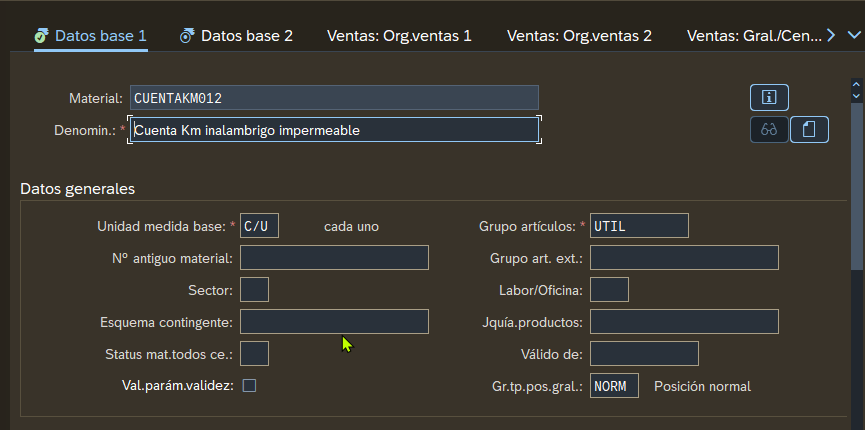 Datos base 1 Datos base 2 Ventas: Org.ventas 1 Ventas: Org.ventas 2 Ventas: Gral./Cen...
Material: CUENTAKM012
Denomin.: * Cuenta Km inalambrigo impermeable
Datos generales
Unidad medida base: * C/U cada uno Grupo artículos: * UTIL
Nº antiguo material: Grupo art. ext.:
Sector: Labor/Oficina:
Esquema contingente: Jquía.productos:
Status mat.todos ce.: Válido de:
Val.parám.validez: Gr.tp.pos.gral.: NORM Posición normal